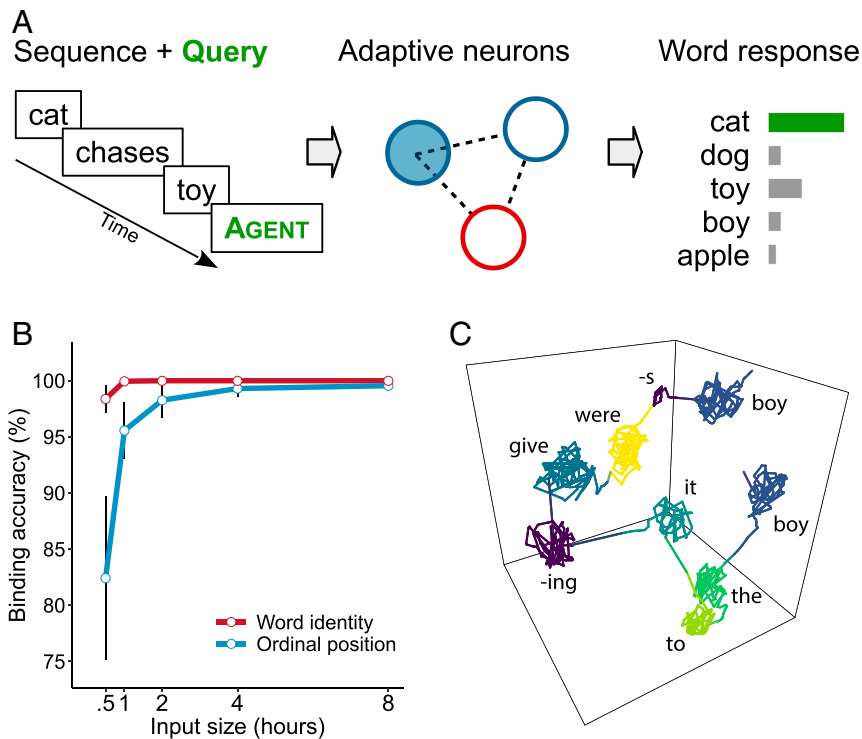 A
Sequence + Query
Adaptive neurons
Word response
cat
chases
toy
AGENT
Time
cat
dog
toy
boy
apple
B
Binding accuracy (%)
100
95
90
85
80
75
Word identity
Ordinal position
.5 1 2 4 8
Input size (hours)
C
-s
boy
were
give
it
boy
-ing
the
to